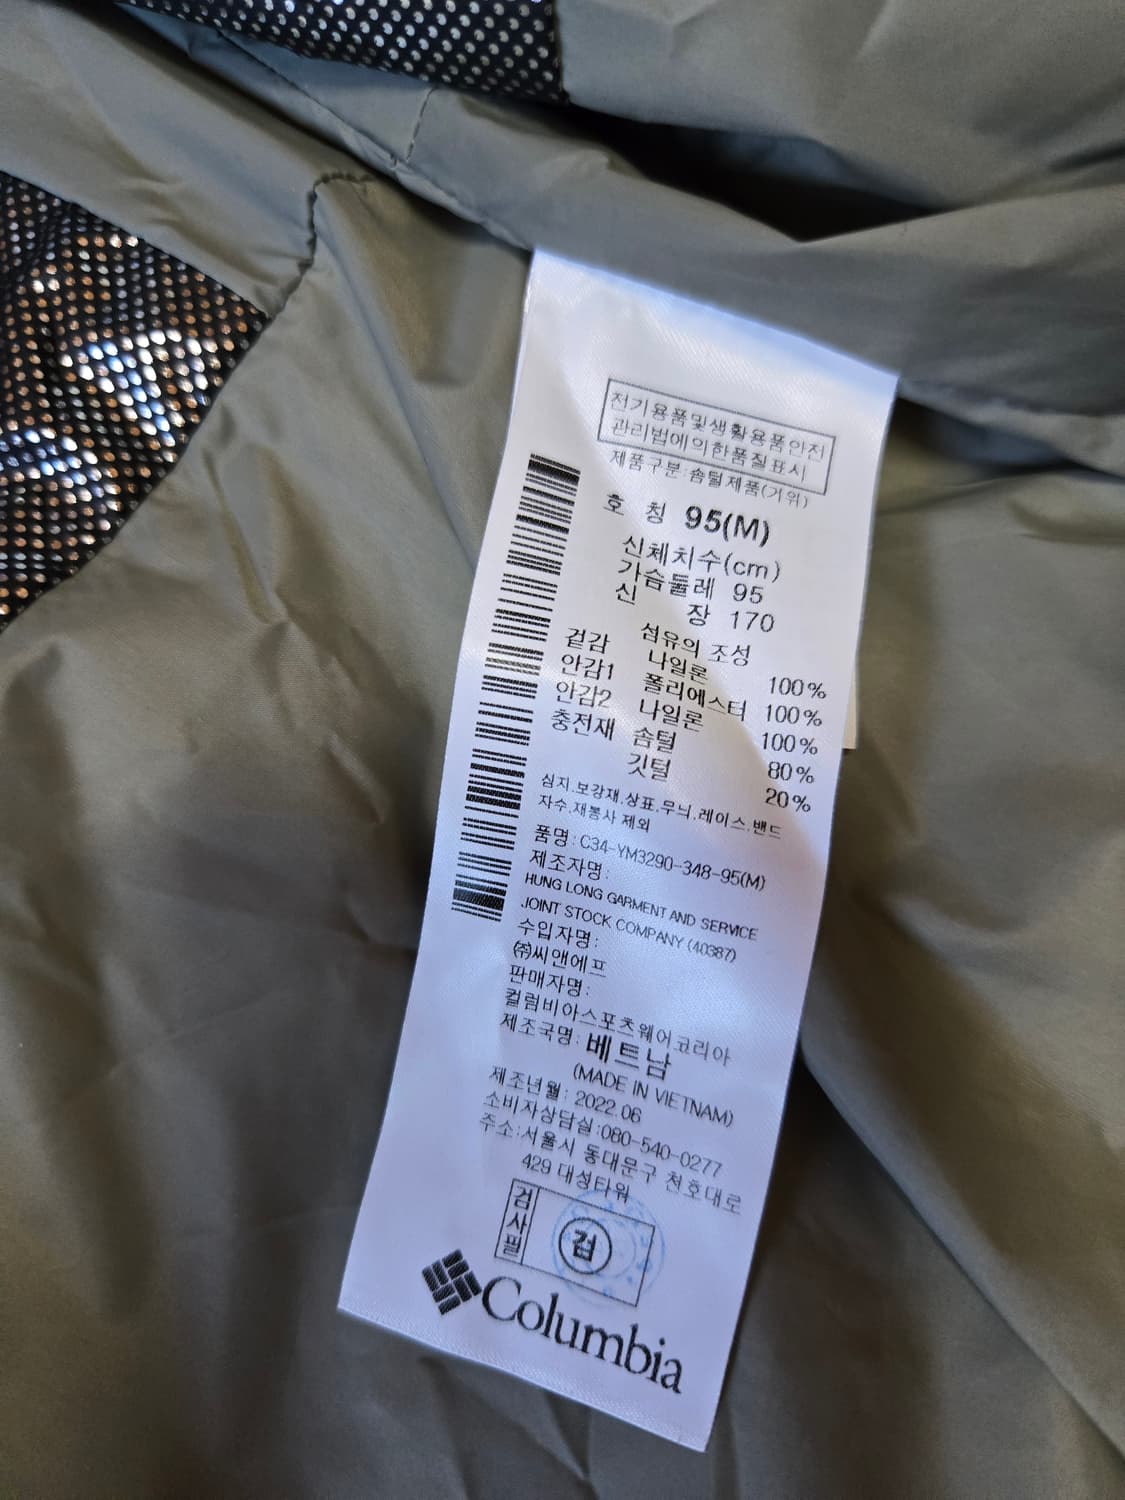 전기용품및생활용품안전
관리법에의한품질표시
제품구분:솜털제품(거위)
호 칭 95(M)
신체치수(cm)
가슴둘레 95
신 장 170
섬유의 조성
겉감 나일론 100%
안감1 폴리에스터 100%
안감2 나일론 100%
충전재 솜털 80%
깃털 20%
심지.보강재.상표.무늬.레이스.밴드
자수.재봉사 제외
품명:C34-YM3290-348-95(M)
제조자명:
HUNG LONG GARMENT AND SERVICE
JOINT STOCK COMPANY (40387)
수입자명:
㈜씨앤에프
판매자명:
컬럼비아스포츠웨어코리아
제조국명:베트남
(MADE IN VIETNAM)
제조년월: 2022.06
소비자상담실:080-540-0277
주소:서울시 동대문구 천호대로
429 대성타워
검사필
검
Columbia